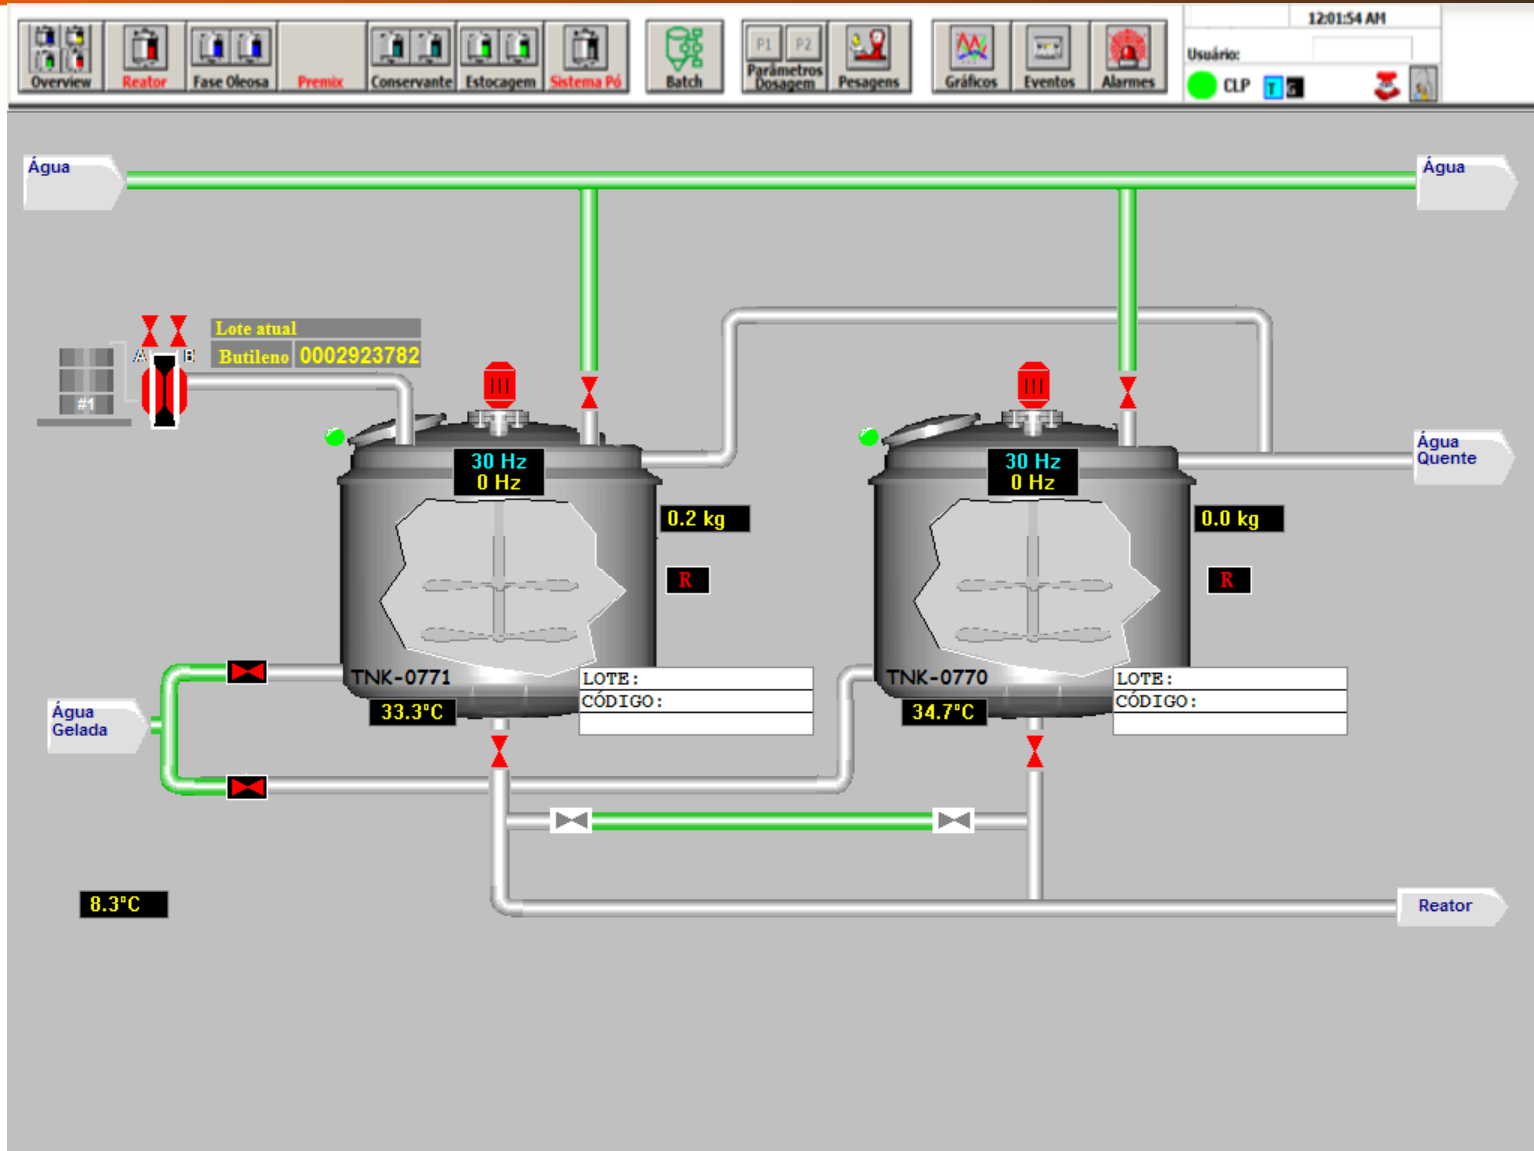 12:01:54 AM
Usuário:
P1 P2
Overview Reator Fase Oleosa Premix Conservante Estocagem Sistema Pó Batch Parâmetros Dosagem Pesagens Gráficos Eventos Alarmes
CLP T G
Água
Água
Lote atual
A B Butileno 0002923782
#1
30 Hz
0 Hz
30 Hz
0 Hz
Água
Quente
0.2 kg
0.0 kg
R
R
TNK-0771
LOTE:
CÓDIGO:
33.3°C
TNK-0770
LOTE:
CÓDIGO:
34.7°C
Água
Gelada
8.3°C
Reator